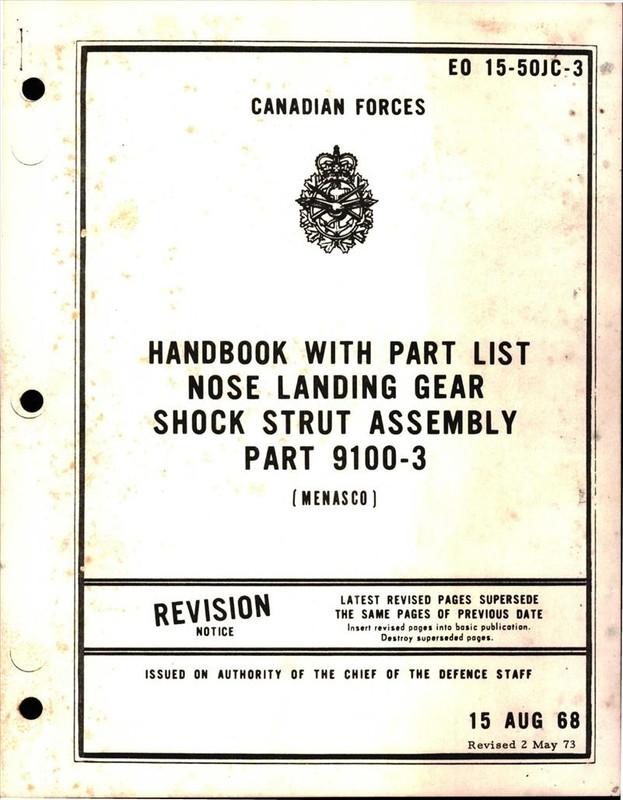 EO 15-50JC-3
CANADIAN FORCES
HANDBOOK WITH PART LIST
NOSE LANDING GEAR
SHOCK STRUT ASSEMBLY
PART 9100-3
(MENASCO)
REVISION
NOTICE
LATEST REVISED PAGES SUPERSEDE
THE SAME PAGES OF PREVIOUS DATE
Insert revised pages into basic publication.
Destroy superseded pages.
ISSUED ON AUTHORITY OF THE CHIEF OF THE DEFENCE STAFF
15 AUG 68
Revised 2 May 73